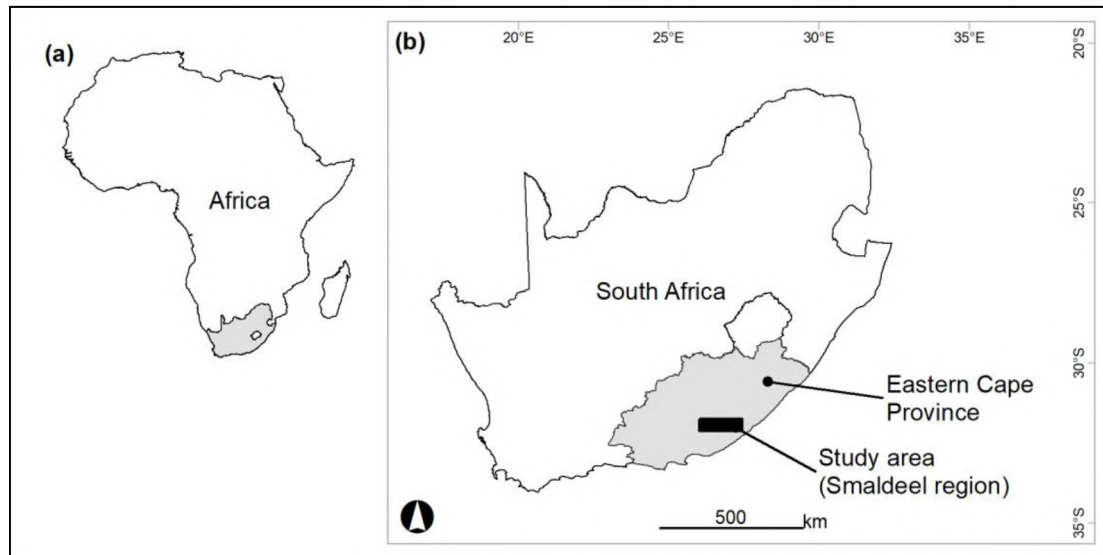 (a)
Africa
(b)
20°E 25°E 30°E 35°E
20°S
25°S
South Africa
30°S
Eastern Cape
Province
Study area
(Smaldeel region)
500 km
35°S